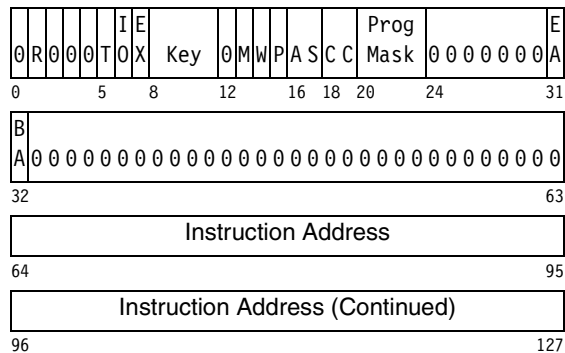 I E Prog E
0 R 0 0 0 T O X Key 0 M W P A S C C Mask 0 0 0 0 0 0 0 A
0 5 8 12 16 18 20 24 31
B
A 0 0 0 0 0 0 0 0 0 0 0 0 0 0 0 0 0 0 0 0 0 0 0 0 0 0 0 0 0 0 0
32 63
Instruction Address
64 95
Instruction Address (Continued)
96 127